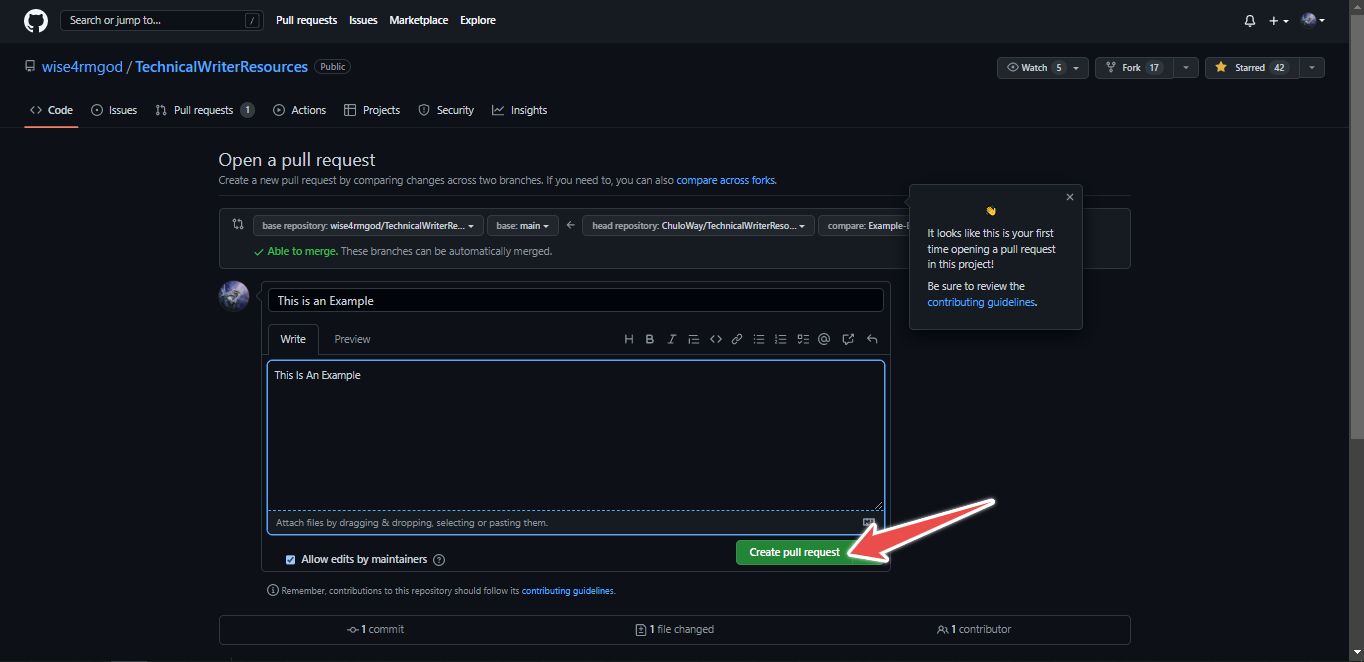 Search or jump to... /
Pull requests Issues Marketplace Explore
wise4rmgod / TechnicalWriterResources Public
Watch 5 Fork 17 Starred 42
Code Issues Pull requests 1 Actions Projects Security Insights
Open a pull request
Create a new pull request by comparing changes across two branches. If you need to, you can also compare across forks.
base repository: wise4rmgod/TechnicalWriterRe... base: main head repository: ChuloWay/TechnicalWriterReso... compare: Example-
Able to merge. These branches can be automatically merged.
It looks like this is your first
time opening a pull request
in this project!
Be sure to review the
contributing guidelines.
This is an Example
Write Preview
This Is An Example
Attach files by dragging & dropping, selecting or pasting them.
Allow edits by maintainers
Create pull request
Remember, contributions to this repository should follow its contributing guidelines.
1 commit 1 file changed 1 contributor